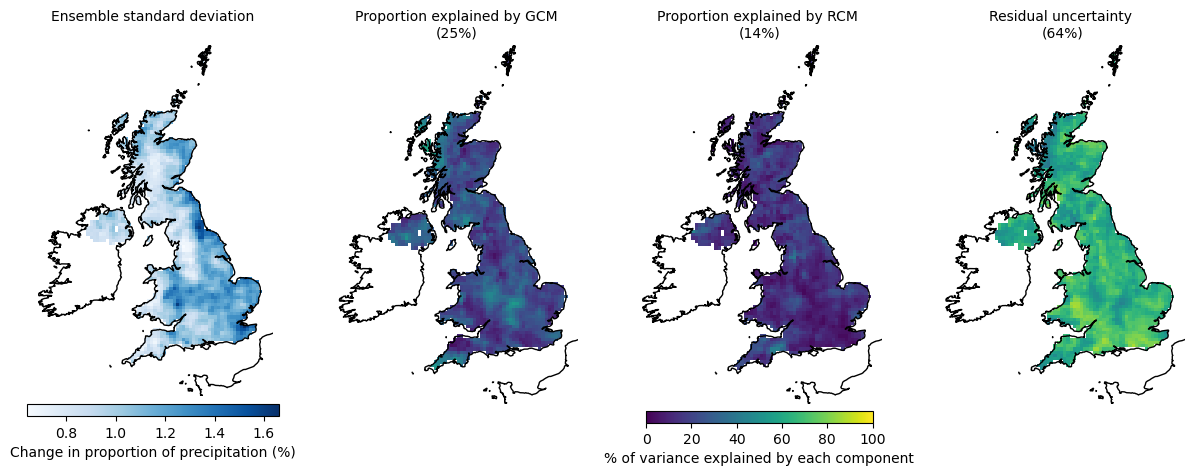 Ensemble standard deviation
Proportion explained by GCM
(25%)
Proportion explained by RCM
(14%)
Residual uncertainty
(64%)
0.8 1.0 1.2 1.4 1.6
Change in proportion of precipitation (%)
0 20 40 60 80 100
% of variance explained by each component